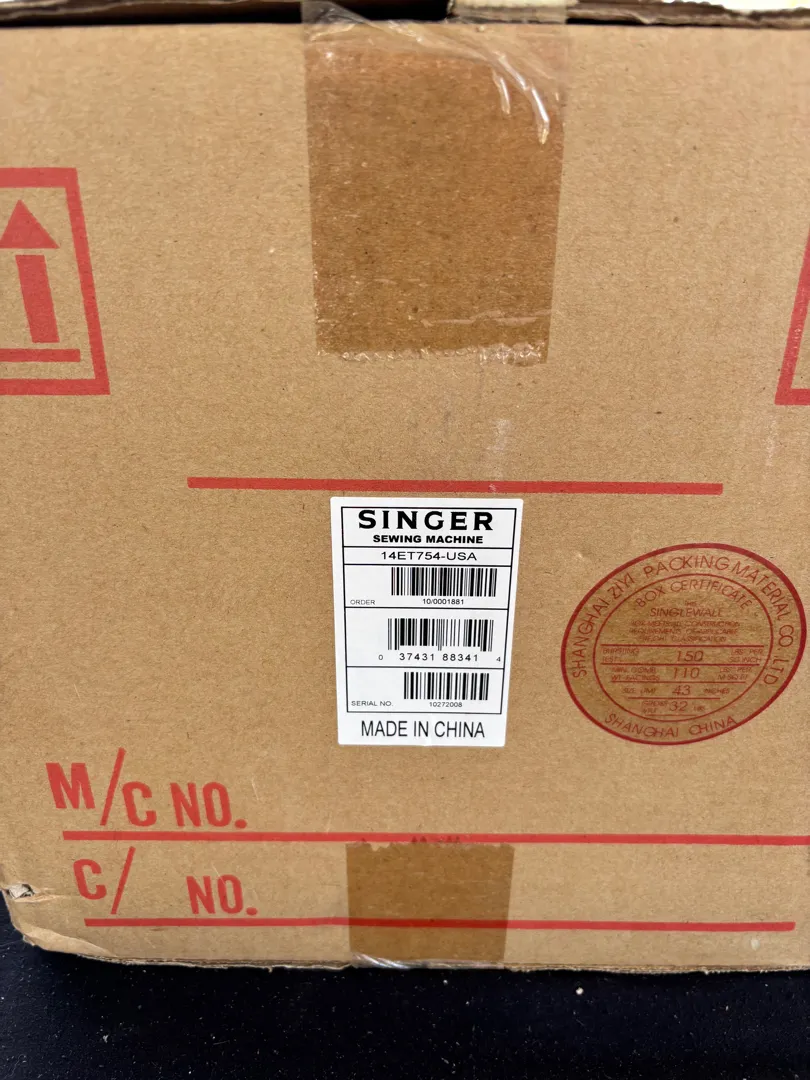 SINGER
SEWING MACHINE
14ET754-USA
ORDER 10/0001881
0 37431 88341 4
SERIAL NO. 10272008
MADE IN CHINA
SHANGHAI ZIYI PACKING MATERIAL CO., LTD.
BOX CERTIFICATE
SINGLEWALL
150
110
43
32
SHANGHAI CHINA
M/C NO.
C/ NO.